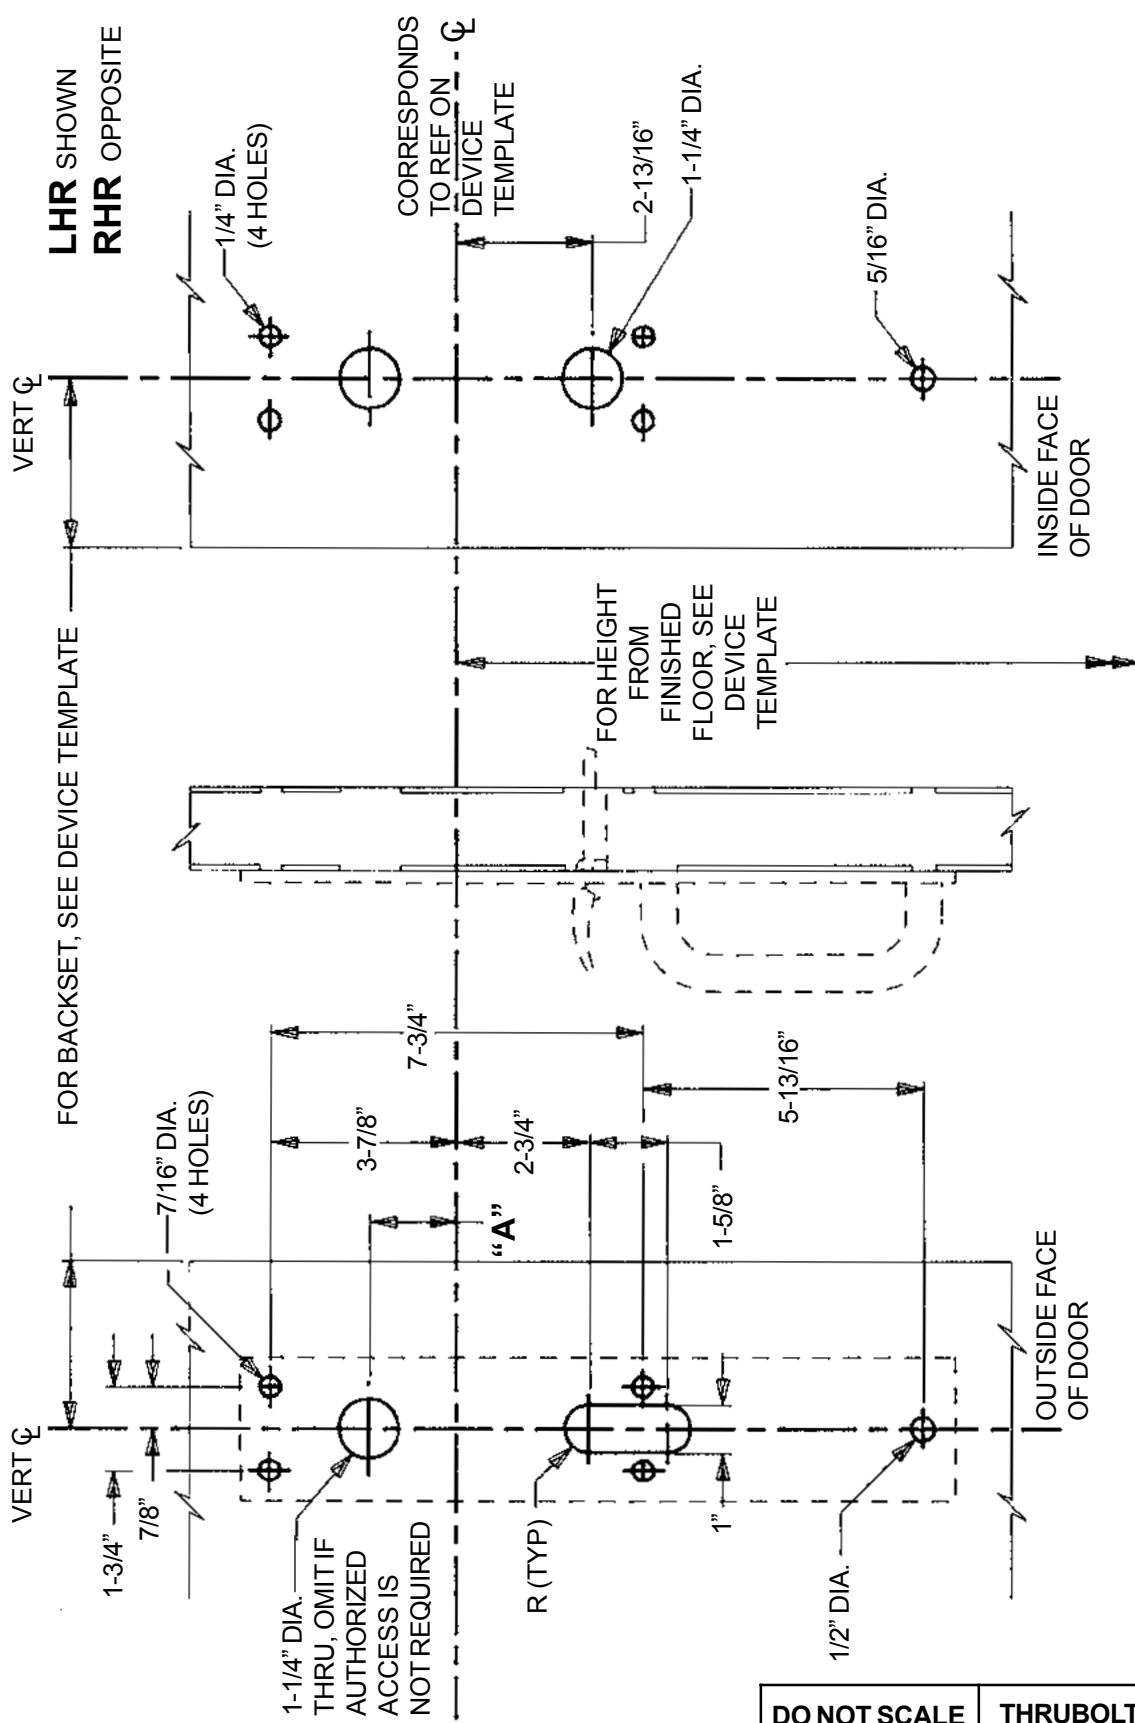 LHR SHOWN
RHR OPPOSITE
VERT ℄
1/4” DIA.
(4 HOLES)
CORRESPONDS
TO REF ON
DEVICE
TEMPLATE
℄
2-13/16”
1-1/4” DIA.
5/16” DIA.
INSIDE FACE
OF DOOR
FOR BACKSET, SEE DEVICE TEMPLATE
FOR HEIGHT
FROM
FINISHED
FLOOR, SEE
DEVICE
TEMPLATE
7/16” DIA.
(4 HOLES)
7-3/4”
3-7/8”
2-3/4”
5-13/16”
“A”
1-5/8”
VERT ℄
1-3/4”
7/8”
1-1/4” DIA.
THRU, OMIT IF
AUTHORIZED
ACCESS IS
NOT REQUIRED
R (TYP)
1”
1/2” DIA.
OUTSIDE FACE
OF DOOR
DO NOT SCALE
THRUBOLT